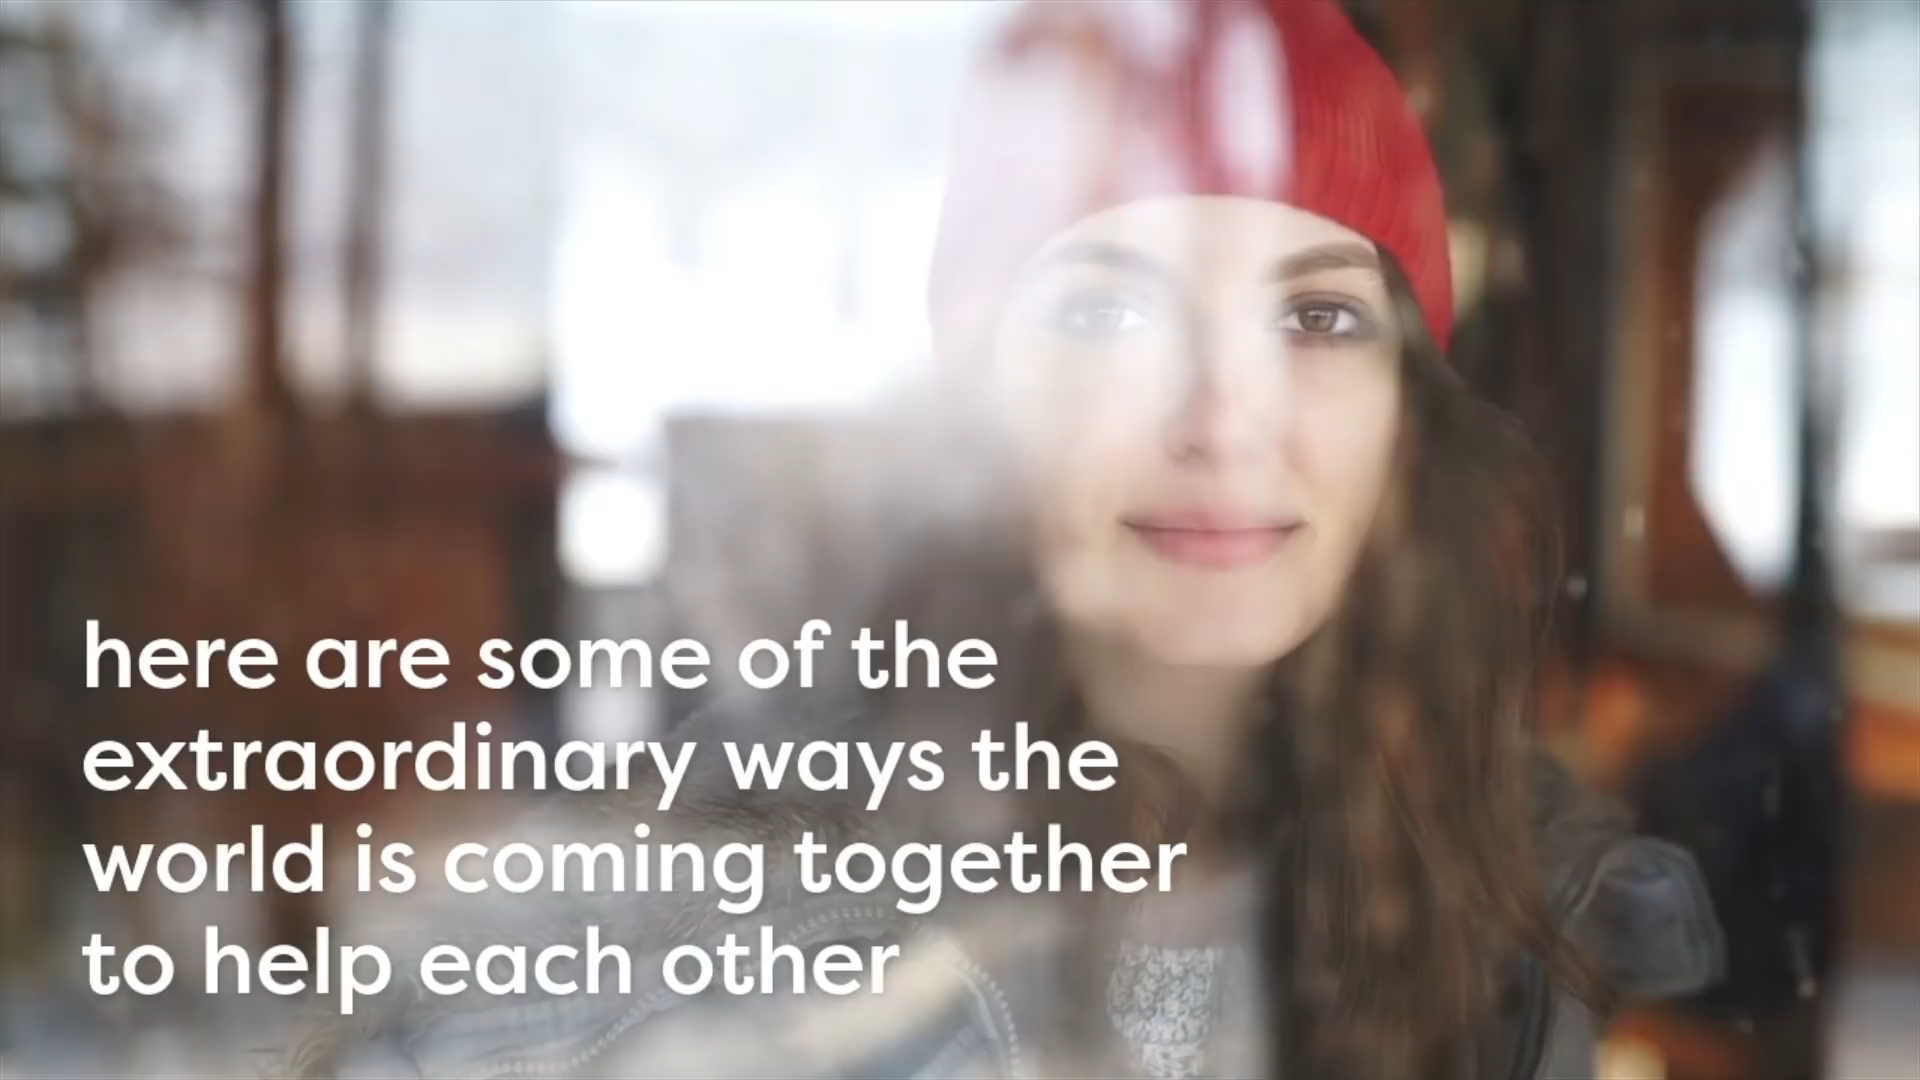 here are some of the
extraordinary ways the
world is coming together
to help each other